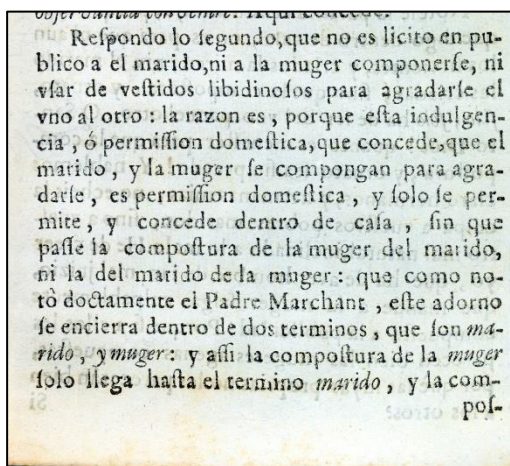 obser vancia con
Respondo lo segundo, que no es licito en pu-
blico a el marido, ni a la muger componerse, ni
vsar de vestidos libidinosos para agradarse el
vno al otro : la razon es , porque esta indulgen-
cia , ò permission domestica, que concede, que el
marido , y la muger se compongan para agra-
darse , es permission domestica , y solo se per-
mite , y concede dentro de casa , sin que
passe la compostura de la muger del marido,
ni la del marido de la muger : que como no-
tò doctamente el Padre Marchant , este adorno
se encierra dentro de dos terminos , que son ma-
rido , y muger : y assi la compostura de la muger
solo llega hasta el termino marido , y la com-
pos-